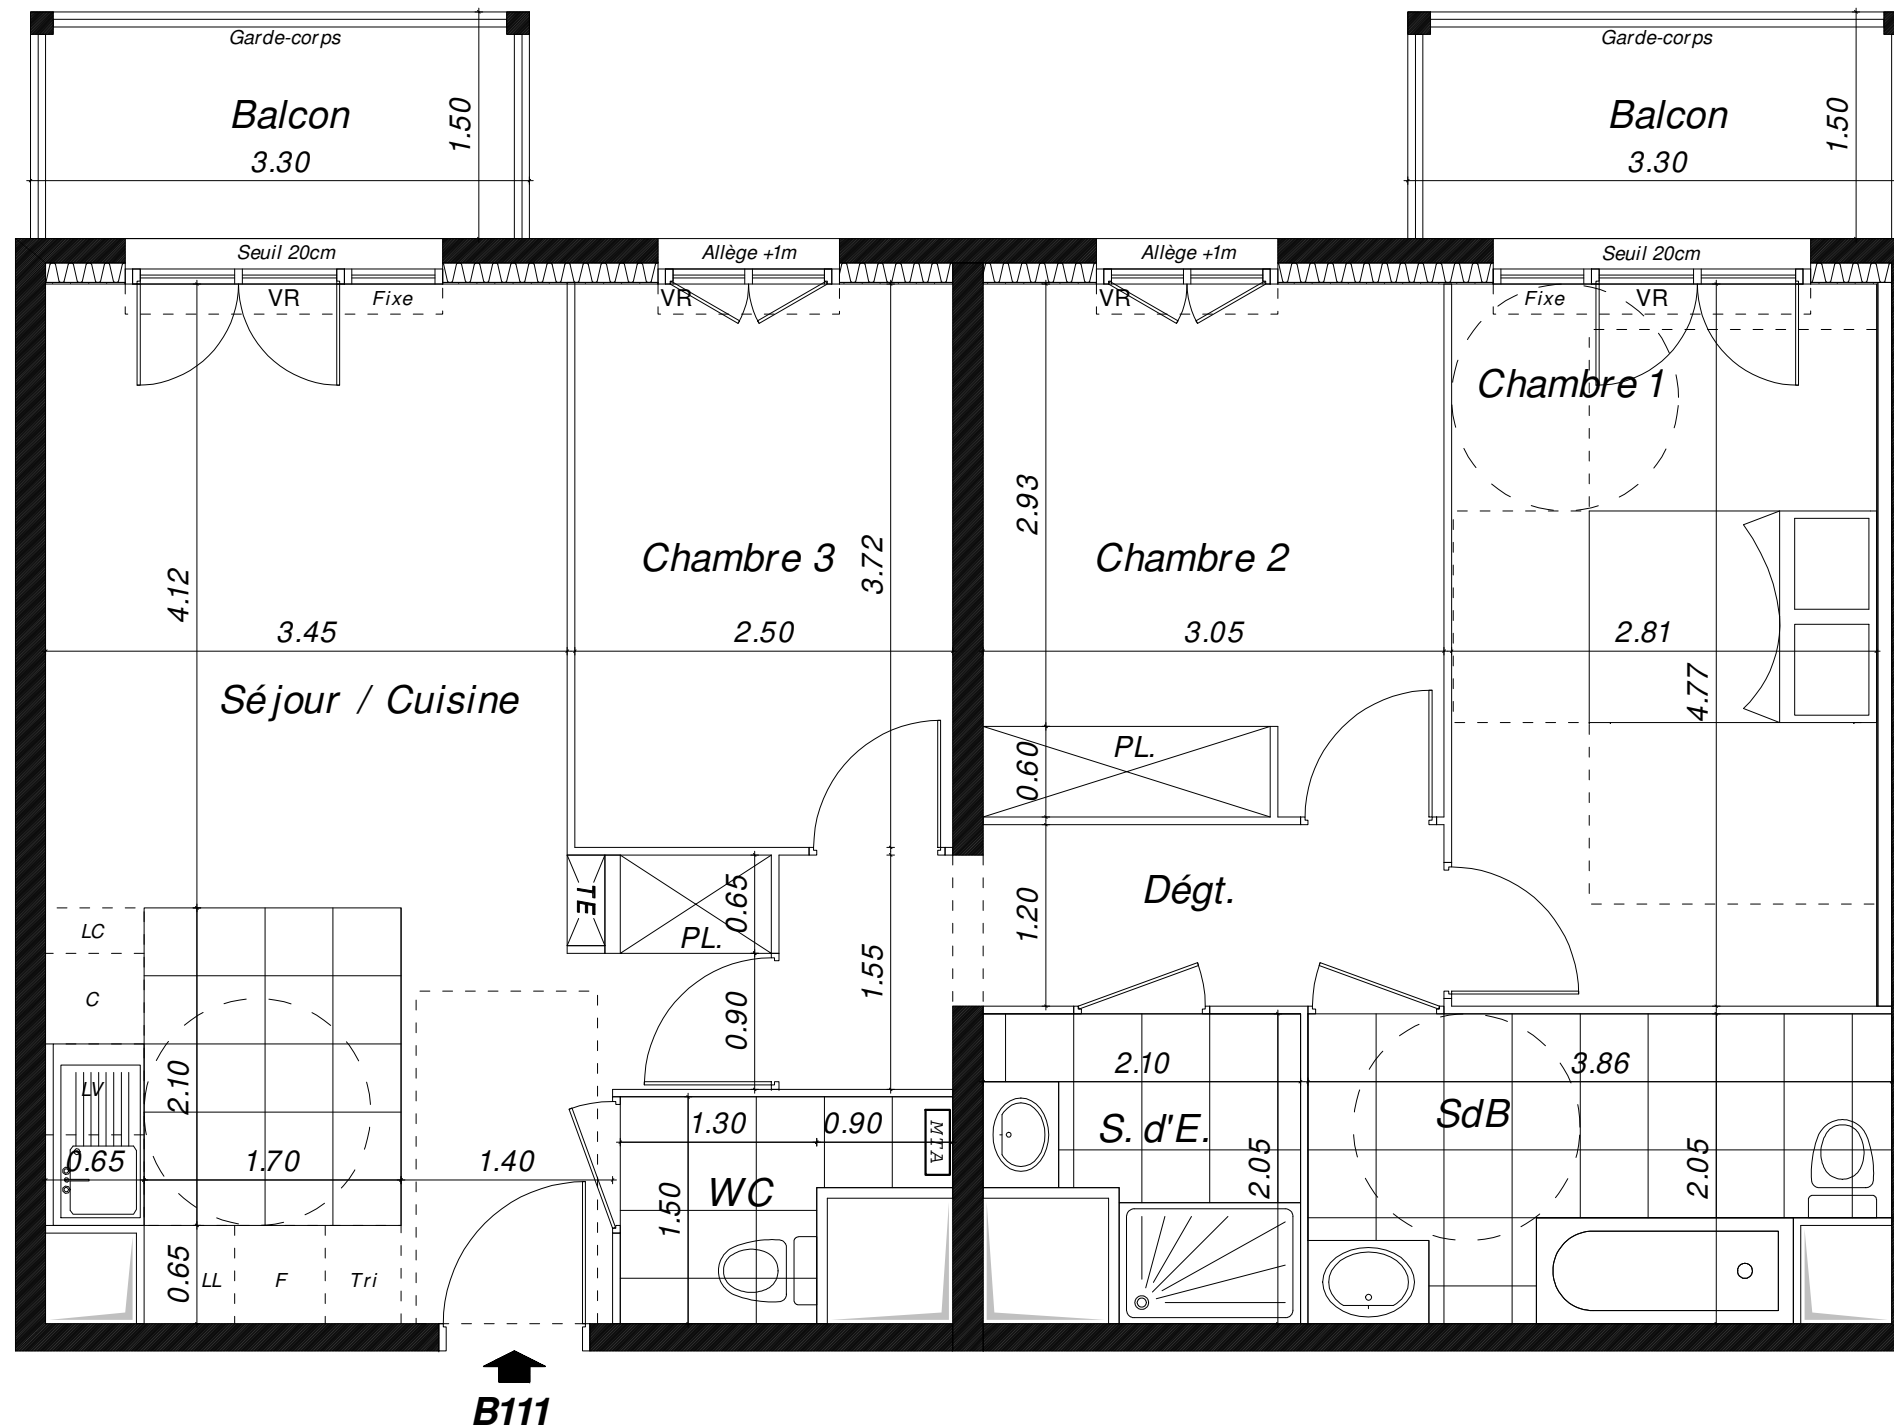 Garde-corps
Garde-corps
Balcon
1.50
3.30
Balcon
1.50
3.30
Seuil 20cm
Allège +1m
Allège +1m
Seuil 20cm
VR
Fixe
VR
VR
Fixe
VR
Chambre 1
2.93
Chambre 3
3.72
Chambre 2
4.12
3.45
2.50
3.05
2.81
Séjour / Cuisine
4.77
PL.
0.60
TE
0.65
PL.
Dégt.
1.20
LC
C
1.55
0.90
2.10
LV
2.10
3.86
1.30
0.90
MTA
S. d'E.
SdB
0.65
1.70
1.40
WC
1.50
2.05
2.05
0.65
LL
F
Tri
B111